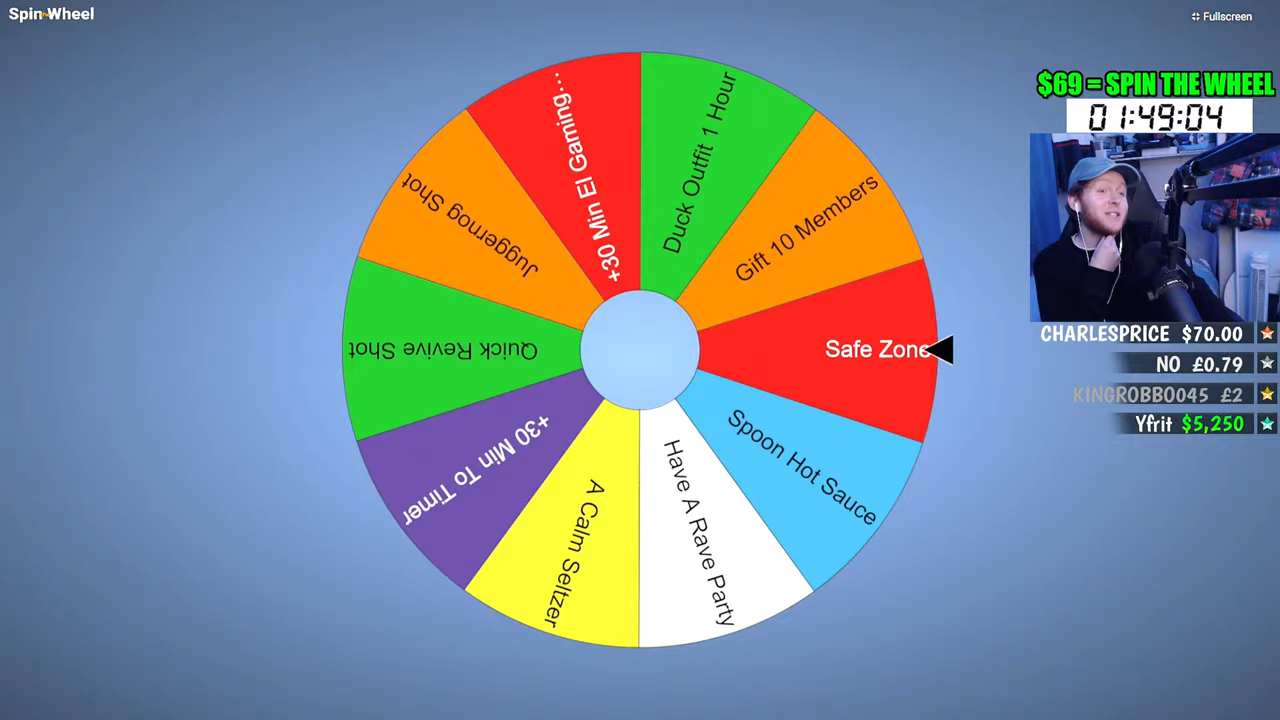 Spin The Wheel
Fullscreen
$69 = SPIN THE WHEEL
01:49:04
+30 Min El Gaming...
Duck Outfit 1 Hour
Juggernog Shot
Gift 10 Members
Quick Revive Shot
Safe Zone
+30 Min To Timer
Spoon Hot Sauce
A Calm Seltzer
Have A Rave Party
CHARLESPRICE $70.00
NO £0.79
KINGROBBO045 £2
Yfrit $5,250